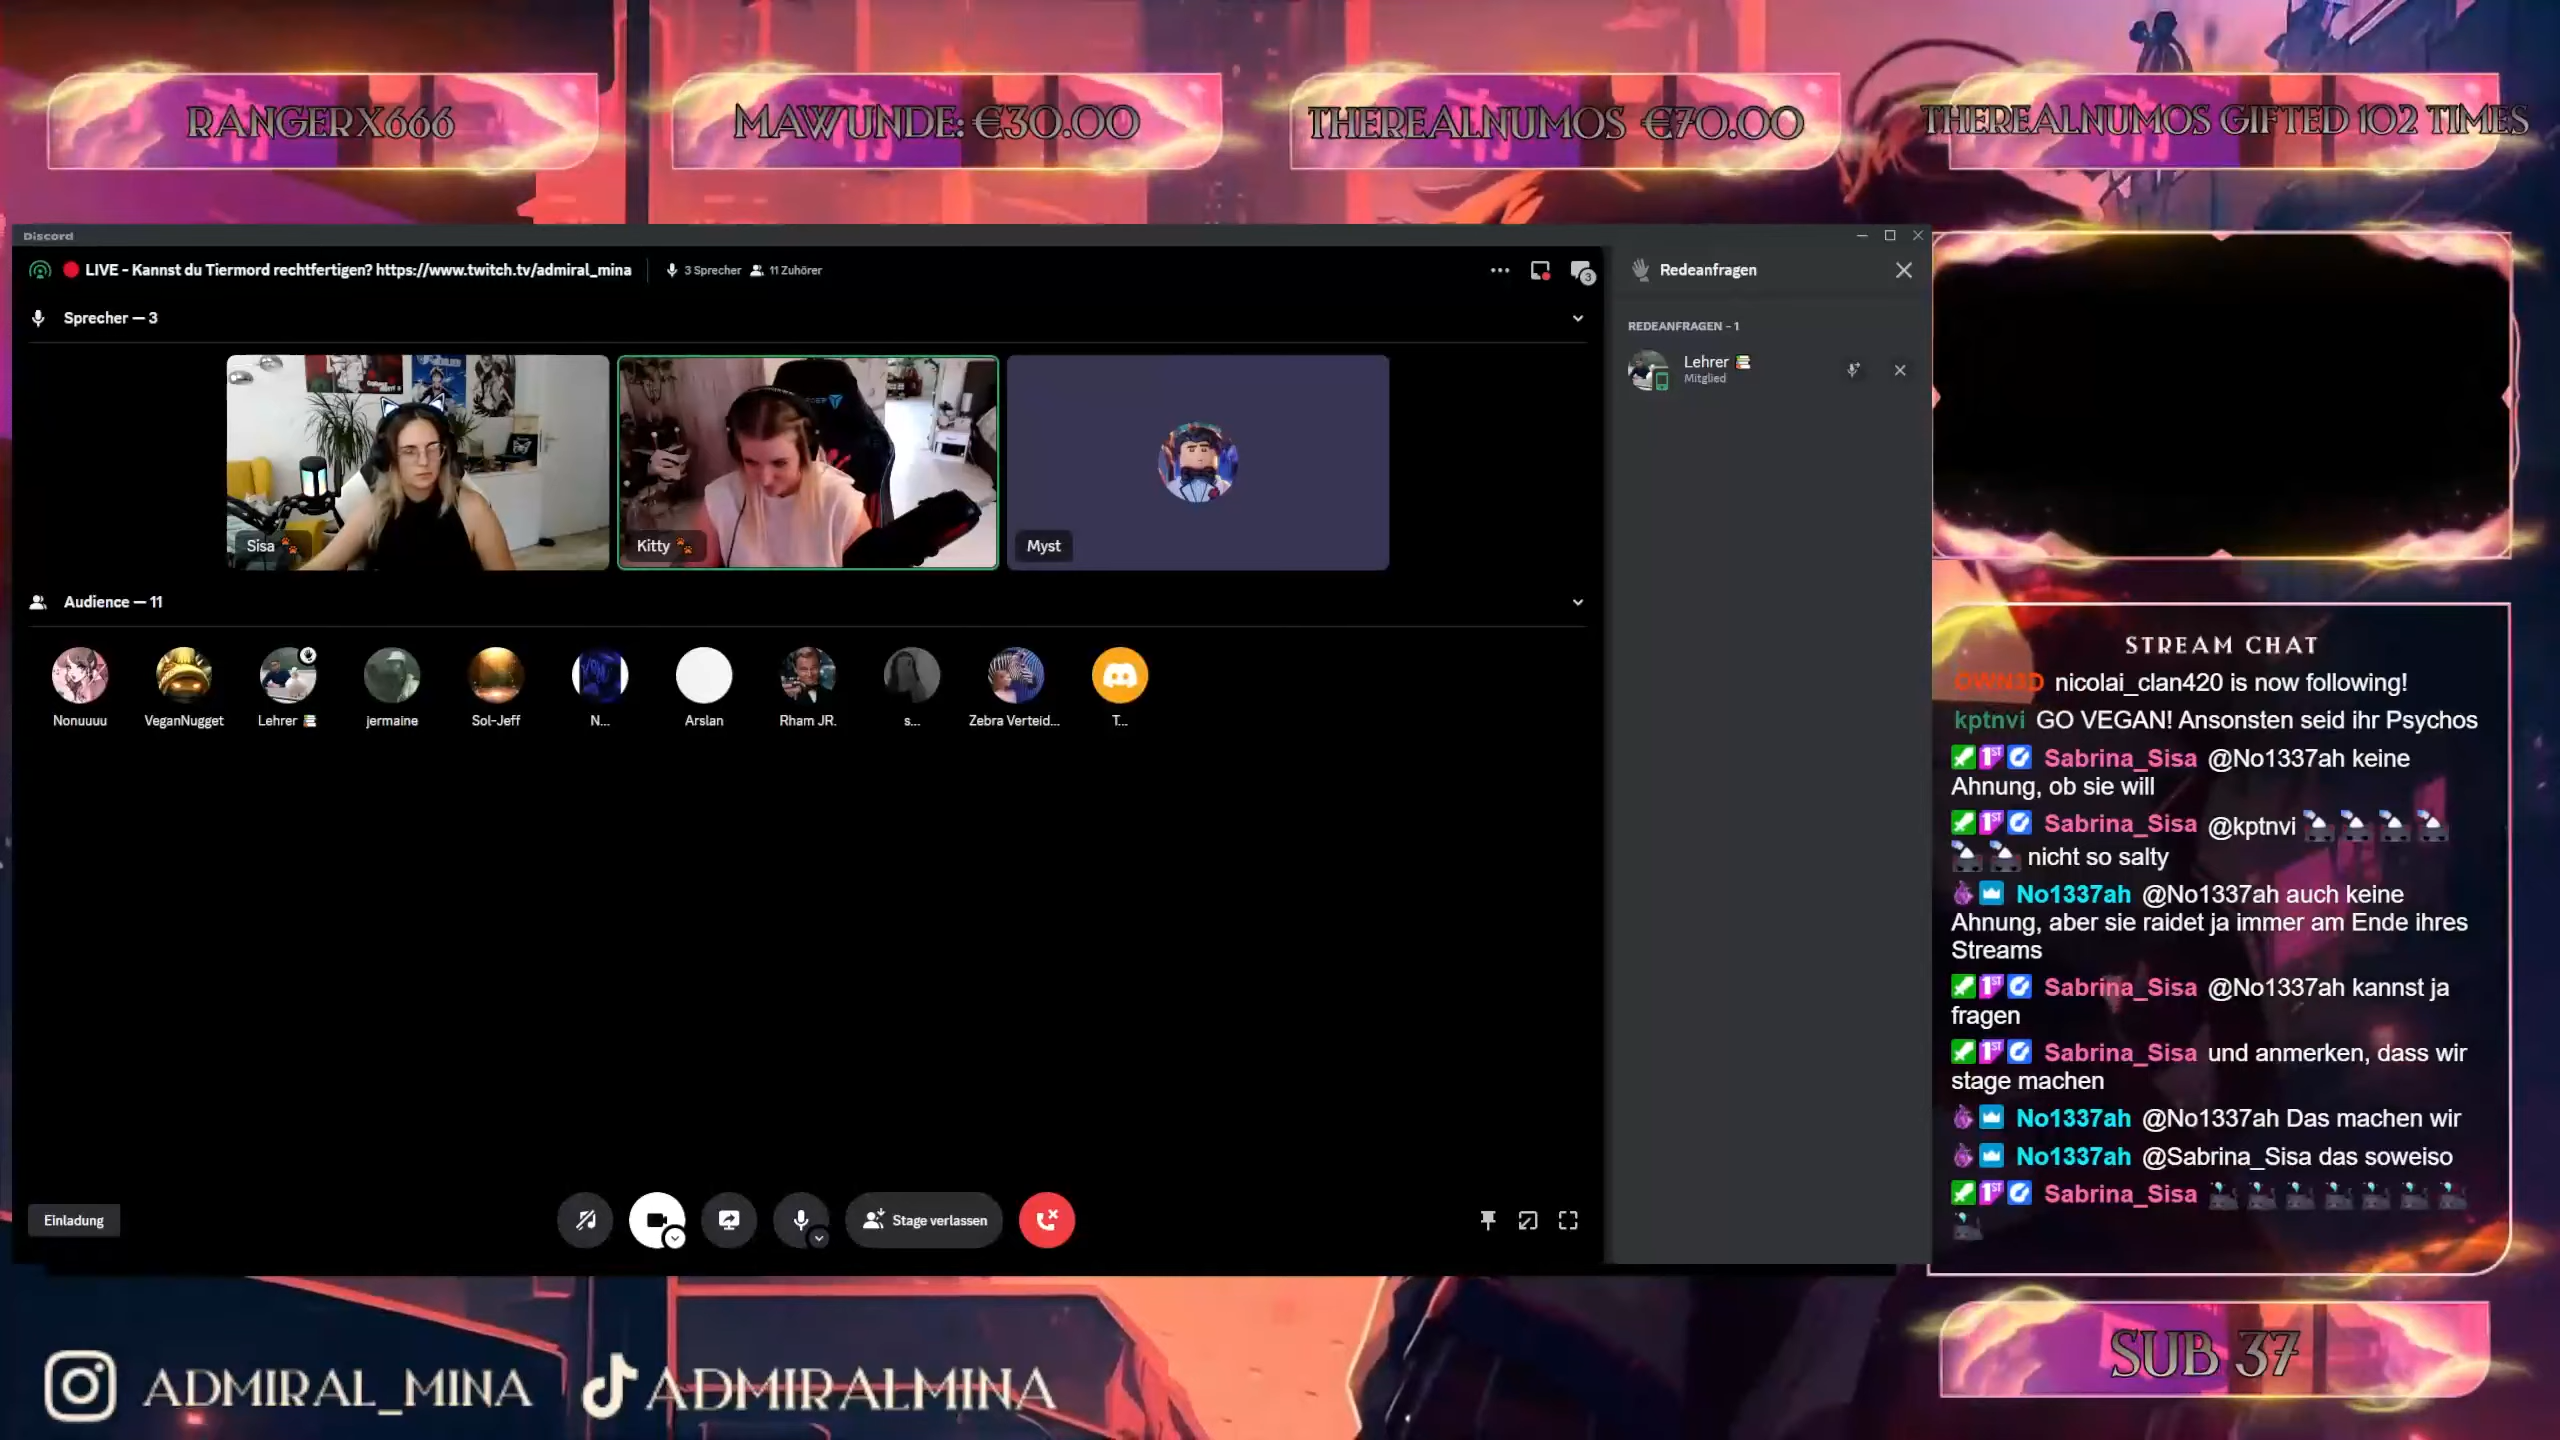 RANGERX666
MAWUNDE: €30.00
THEREALNUMOS €70.00
THEREALNUMOS GIFTED 102 TIMES
Discord
LIVE - Kannst du Tiermord rechtfertigen? https://www.twitch.tv/admiral_mina
3 Sprecher
11 Zuhörer
3
Sprecher — 3
Sisa
Kitty
Myst
Audience — 11
Nonuuuu
VeganNugget
Lehrer
jermaine
Sol-Jeff
N...
Arslan
Rham JR.
s...
Zebra Verteid...
T...
Einladung
Stage verlassen
Redeanfragen
REDEANFRAGEN – 1
Lehrer
Mitglied
STREAM CHAT
OWN3D nicolai_clan420 is now following!
kptnvi GO VEGAN! Ansonsten seid ihr Psychos
Sabrina_Sisa @No1337ah keine
Ahnung, ob sie will
Sabrina_Sisa @kptnvi
nicht so salty
No1337ah @No1337ah auch keine
Ahnung, aber sie raidet ja immer am Ende ihres
Streams
Sabrina_Sisa @No1337ah kannst ja
fragen
Sabrina_Sisa und anmerken, dass wir
stage machen
No1337ah @No1337ah Das machen wir
No1337ah @Sabrina_Sisa das soweiso
Sabrina_Sisa
SUB 37
ADMIRAL_MINA
ADMIRALMINA